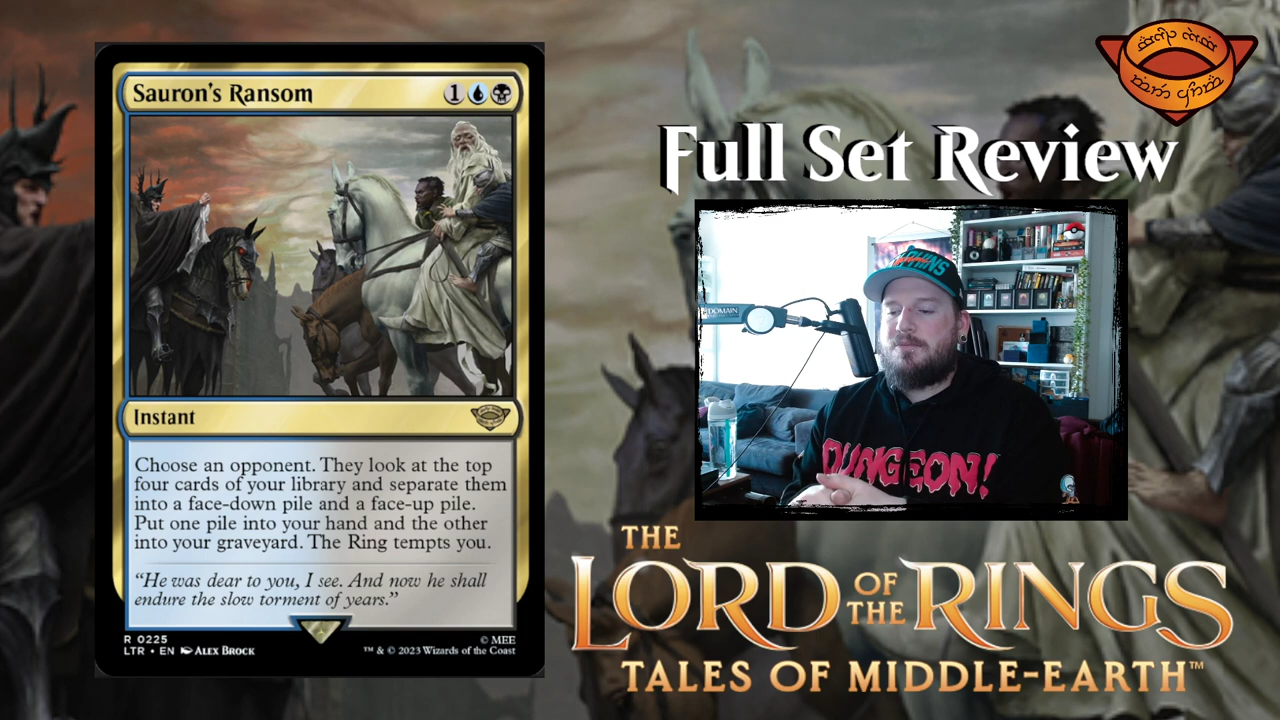 Sauron's Ransom 1
Instant
Choose an opponent. They look at the top
four cards of your library and separate them
into a face-down pile and a face-up pile.
Put one pile into your hand and the other
into your graveyard. The Ring tempts you.
“He was dear to you, I see. And now he shall
endure the slow torment of years.”
R 0225
LTR • EN ALEX BROCK
© MEE
™ & © 2023 Wizards of the Coast
Full Set Review
DOMAIN
DUNGEON!
THE
LORD OF THE RINGS
TALES OF MIDDLE-EARTH™